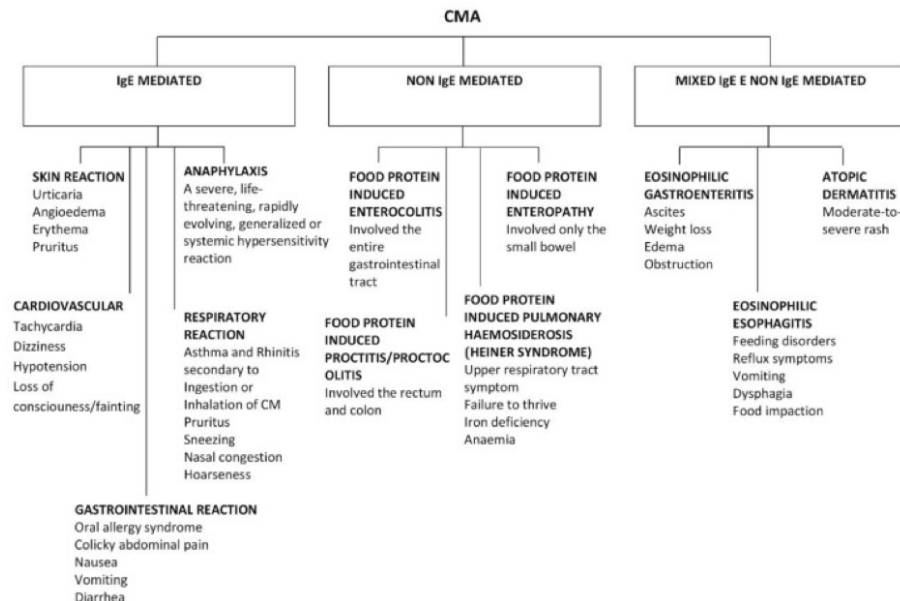 CMA
IgE MEDIATED
NON IgE MEDIATED
MIXED IgE E NON IgE MEDIATED
SKIN REACTION
Urticaria
Angioedema
Erythema
Pruritus
ANAPHYLAXIS
A severe, life-
threatening, rapidly
evolving, generalized or
systemic hypersensitivity
reaction
CARDIOVASCULAR
Tachycardia
Dizziness
Hypotension
Loss of
consciouness/fainting
RESPIRATORY
REACTION
Asthma and Rhinitis
secondary to
Ingestion or
Inhalation of CM
Pruritus
Sneezing
Nasal congestion
Hoarseness
GASTROINTESTINAL REACTION
Oral allergy syndrome
Colicky abdominal pain
Nausea
Vomiting
Diarrhea
FOOD PROTEIN
INDUCED
ENTEROCOLITIS
Involved the
entire
gastrointestinal
tract
FOOD PROTEIN
INDUCED
ENTEROPATHY
Involved only the
small bowel
FOOD PROTEIN
INDUCED
PROCTITIS/PROCTOC
OLITIS
Involved the rectum
and colon
FOOD PROTEIN
INDUCED PULMONARY
HAEMOSIDEROSIS
(HEINER SYNDROME)
Upper respiratory tract
symptom
Failure to thrive
Iron deficiency
Anaemia
EOSINOPHILIC
GASTROENTERITIS
Ascites
Weight loss
Edema
Obstruction
ATOPIC
DERMATITIS
Moderate-to-
severe rash
EOSINOPHILIC
ESOPHAGITIS
Feeding disorders
Reflux symptoms
Vomiting
Dysphagia
Food impaction